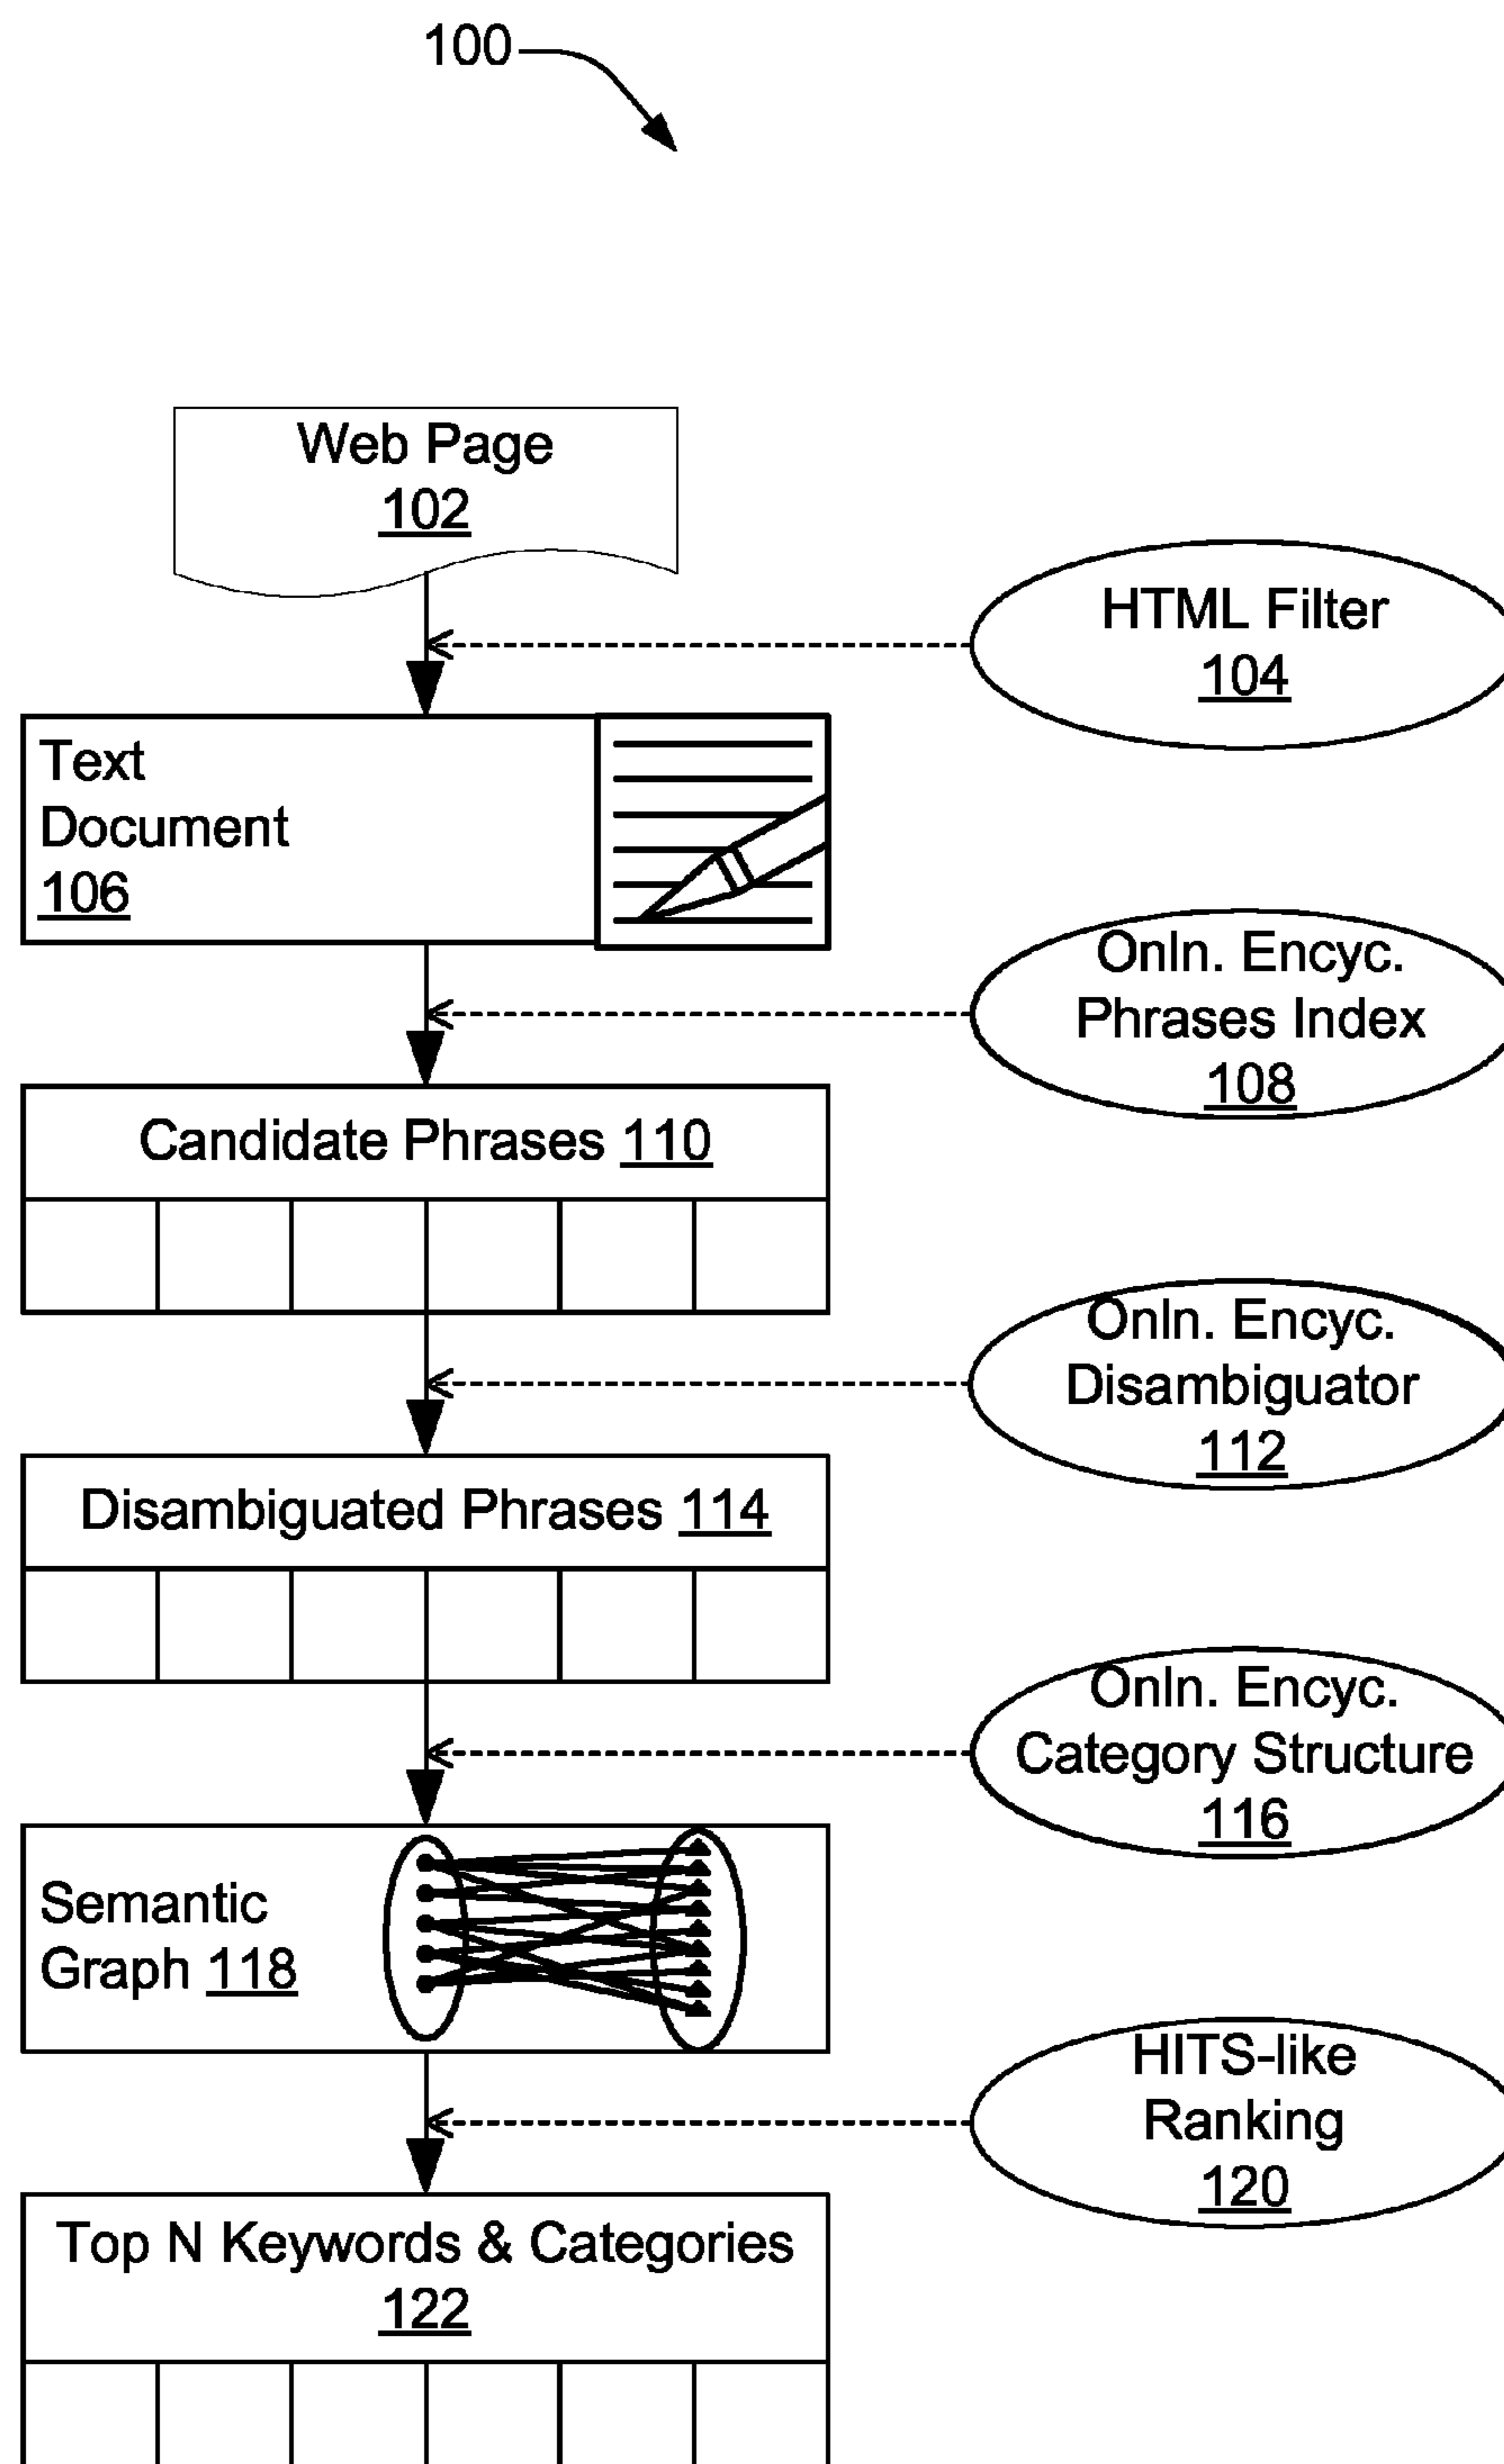 100
Web Page
102
HTML Filter
104
Text
Document
106
Onln. Encyc.
Phrases Index
108
Candidate Phrases 110
Onln. Encyc.
Disambiguator
112
Disambiguated Phrases 114
Onln. Encyc.
Category Structure
116
Semantic
Graph 118
HITS-like
Ranking
120
Top N Keywords & Categories
122